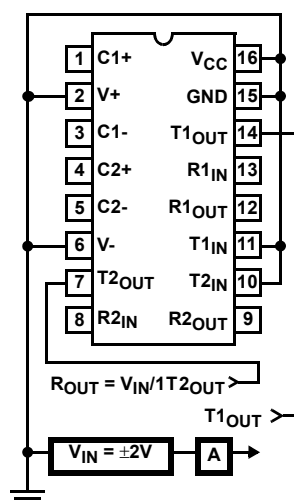 1 C1+ VCC 16
2 V+ GND 15
3 C1- T1OUT 14
4 C2+ R1IN 13
5 C2- R1OUT 12
6 V- T1IN 11
7 T2OUT T2IN 10
8 R2IN R2OUT 9
ROUT = VIN/1T2OUT
T1OUT
VIN = ±2V A